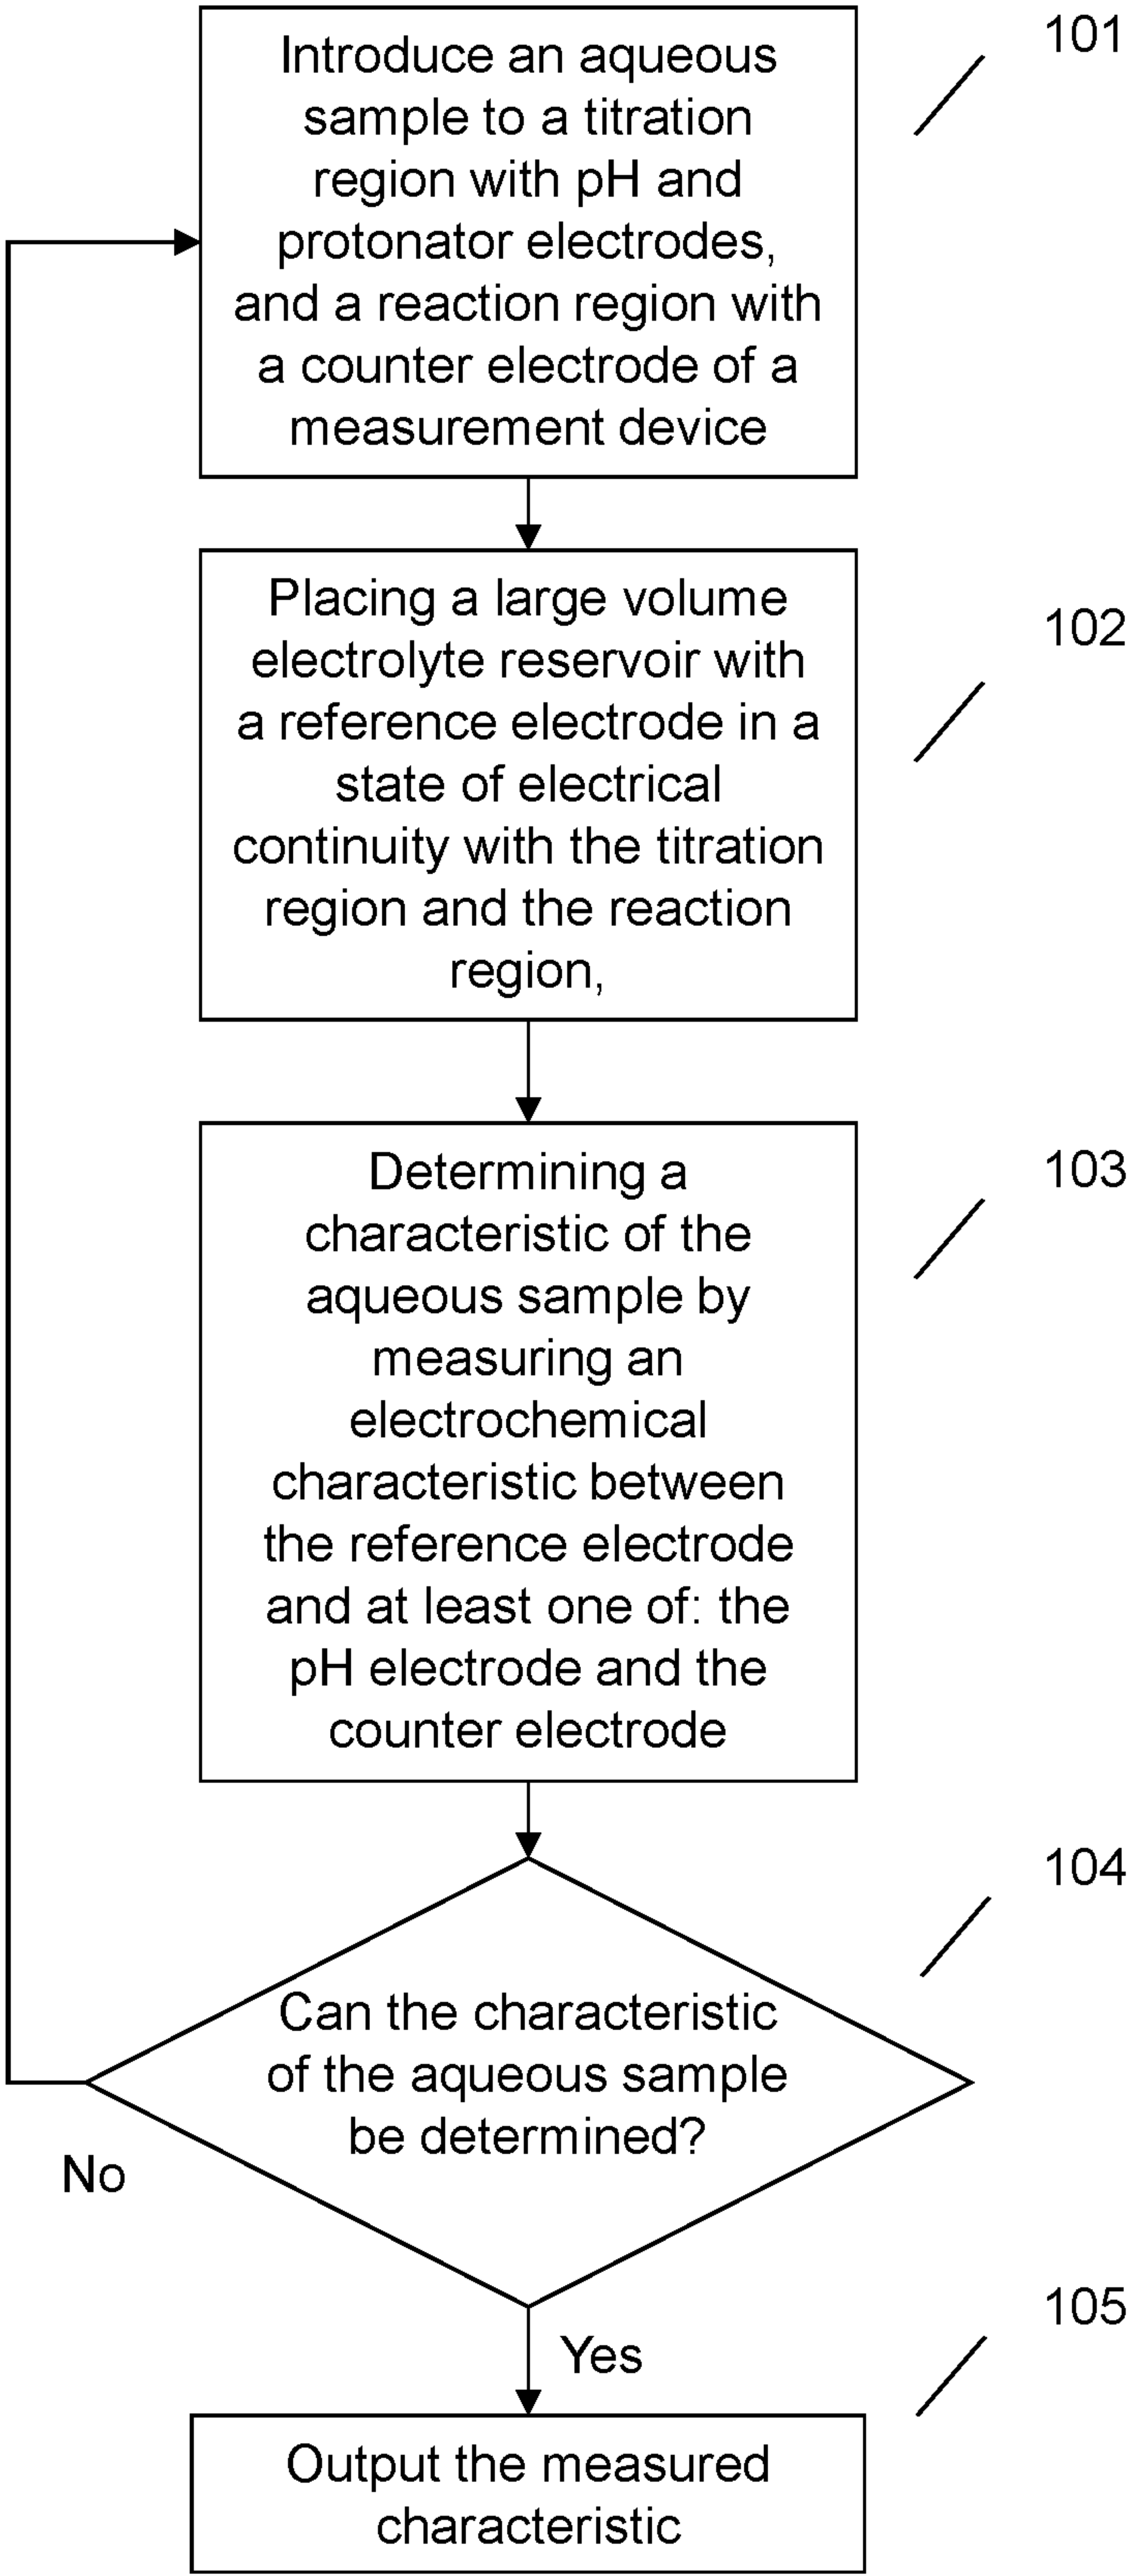 101
Introduce an aqueous
sample to a titration
region with pH and
protonator electrodes,
and a reaction region with
a counter electrode of a
measurement device
102
Placing a large volume
electrolyte reservoir with
a reference electrode in a
state of electrical
continuity with the titration
region and the reaction
region,
103
Determining a
characteristic of the
aqueous sample by
measuring an
electrochemical
characteristic between
the reference electrode
and at least one of: the
pH electrode and the
counter electrode
104
Can the characteristic
of the aqueous sample
be determined?
No
Yes
105
Output the measured
characteristic